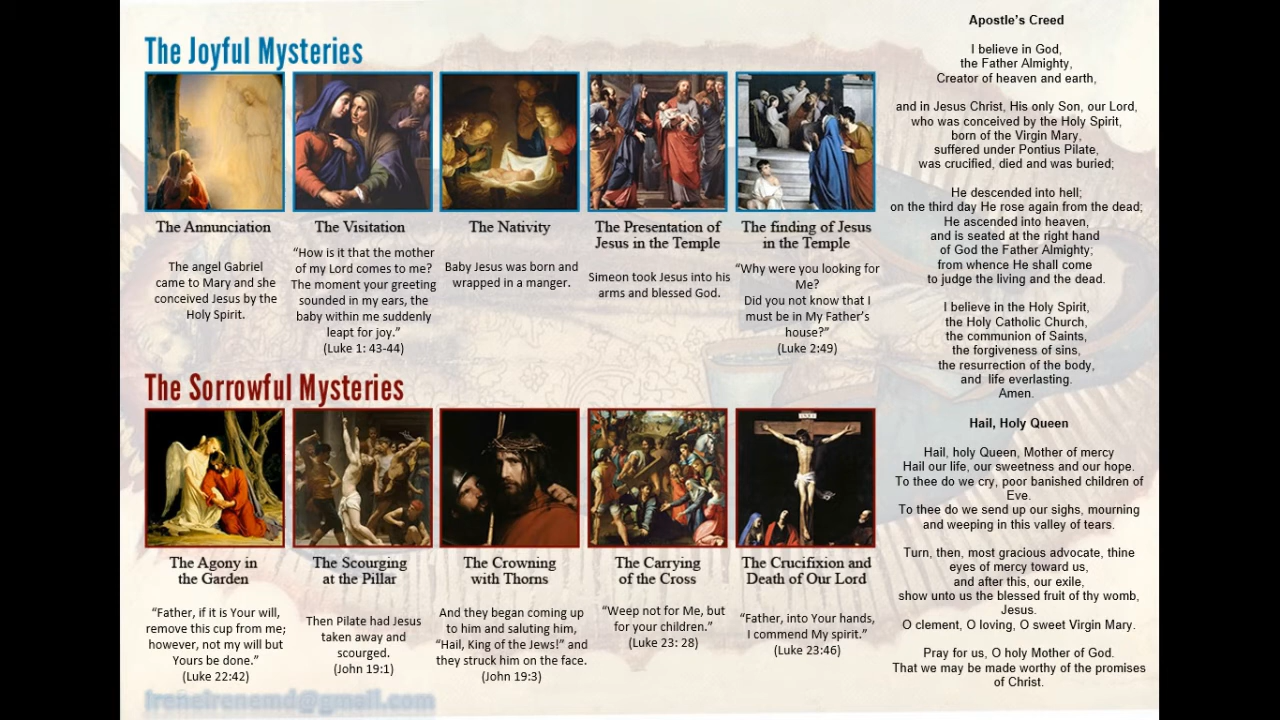 The Joyful Mysteries
The Annunciation
The angel Gabriel
came to Mary and she
conceived Jesus by the
Holy Spirit.
The Visitation
“How is it that the mother
of my Lord comes to me?
The moment your greeting
sounded in my ears, the
baby within me suddenly
leapt for joy.”
(Luke 1: 43-44)
The Nativity
Baby Jesus was born and
wrapped in a manger.
The Presentation of
Jesus in the Temple
Simeon took Jesus into his
arms and blessed God.
The finding of Jesus
in the Temple
“Why were you looking for
Me?
Did you not know that I
must be in My Father’s
house?”
(Luke 2:49)
The Sorrowful Mysteries
The Agony in
the Garden
“Father, if it is Your will,
remove this cup from me;
however, not my will but
Yours be done.”
(Luke 22:42)
The Scourging
at the Pillar
Then Pilate had Jesus
taken away and
scourged.
(John 19:1)
The Crowning
with Thorns
And they began coming up
to him and saluting him,
“Hail, King of the Jews!” and
they struck him on the face.
(John 19:3)
The Carrying
of the Cross
“Weep not for Me, but
for your children.”
(Luke 23: 28)
The Crucifixion and
Death of Our Lord
“Father, into Your hands,
I commend My spirit.”
(Luke 23:46)
ireneirenemd@gmail.com
Apostle’s Creed
I believe in God,
the Father Almighty,
Creator of heaven and earth,
and in Jesus Christ, His only Son, our Lord,
who was conceived by the Holy Spirit,
born of the Virgin Mary,
suffered under Pontius Pilate,
was crucified, died and was buried;
He descended into hell;
on the third day He rose again from the dead;
He ascended into heaven,
and is seated at the right hand
of God the Father Almighty;
from whence He shall come
to judge the living and the dead.
I believe in the Holy Spirit,
the Holy Catholic Church,
the communion of Saints,
the forgiveness of sins,
the resurrection of the body,
and life everlasting.
Amen.
Hail, Holy Queen
Hail, holy Queen, Mother of mercy
Hail our life, our sweetness and our hope.
To thee do we cry, poor banished children of
Eve.
To thee do we send up our sighs, mourning
and weeping in this valley of tears.
Turn, then, most gracious advocate, thine
eyes of mercy toward us,
and after this, our exile,
show unto us the blessed fruit of thy womb,
Jesus.
O clement, O loving, O sweet Virgin Mary.
Pray for us, O holy Mother of God.
That we may be made worthy of the promises
of Christ.